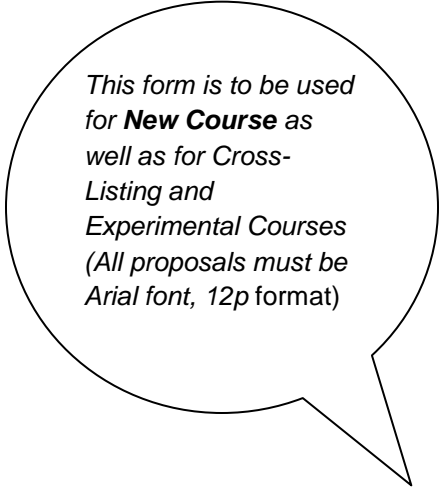 This form is to be used
for New Course as
well as for Cross-
Listing and
Experimental Courses
(All proposals must be
Arial font, 12p format)